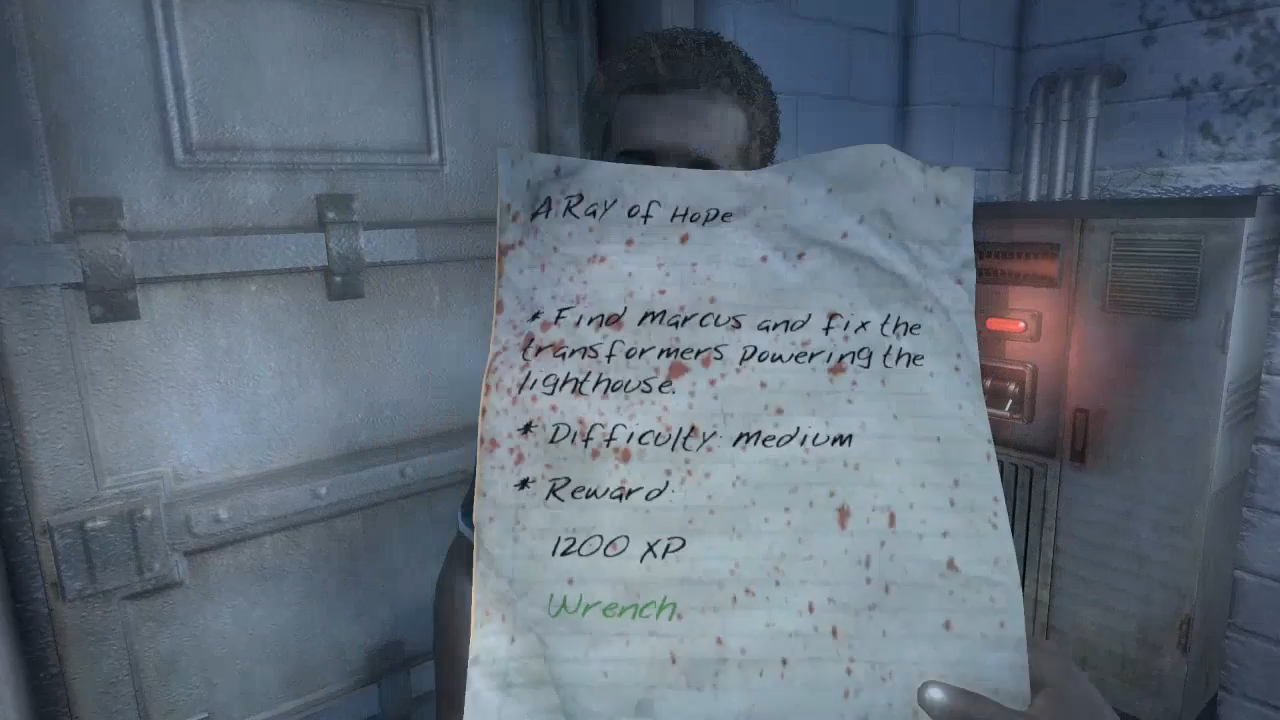 A Ray of Hope
* Find Marcus and fix the
transformers powering the
lighthouse.
* Difficulty: medium
* Reward:
1200 XP
Wrench